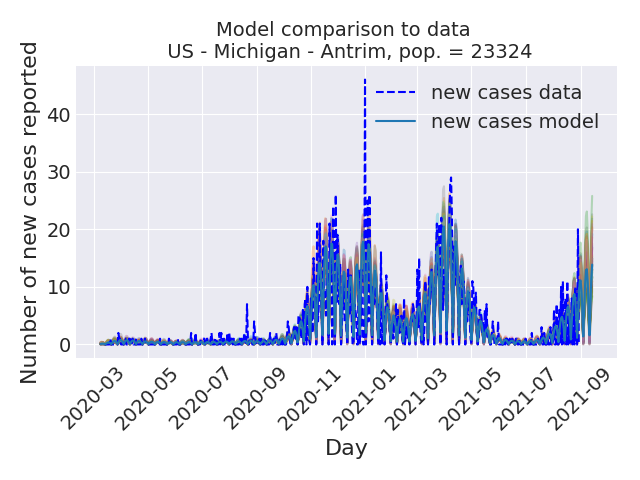 Model comparison to data
US - Michigan - Antrim, pop. = 23324
Number of new cases reported
40
30
20
10
0
new cases data
new cases model
2020-03
2020-05
2020-07
2020-09
2020-11
2021-01
2021-03
2021-05
2021-07
2021-09
Day